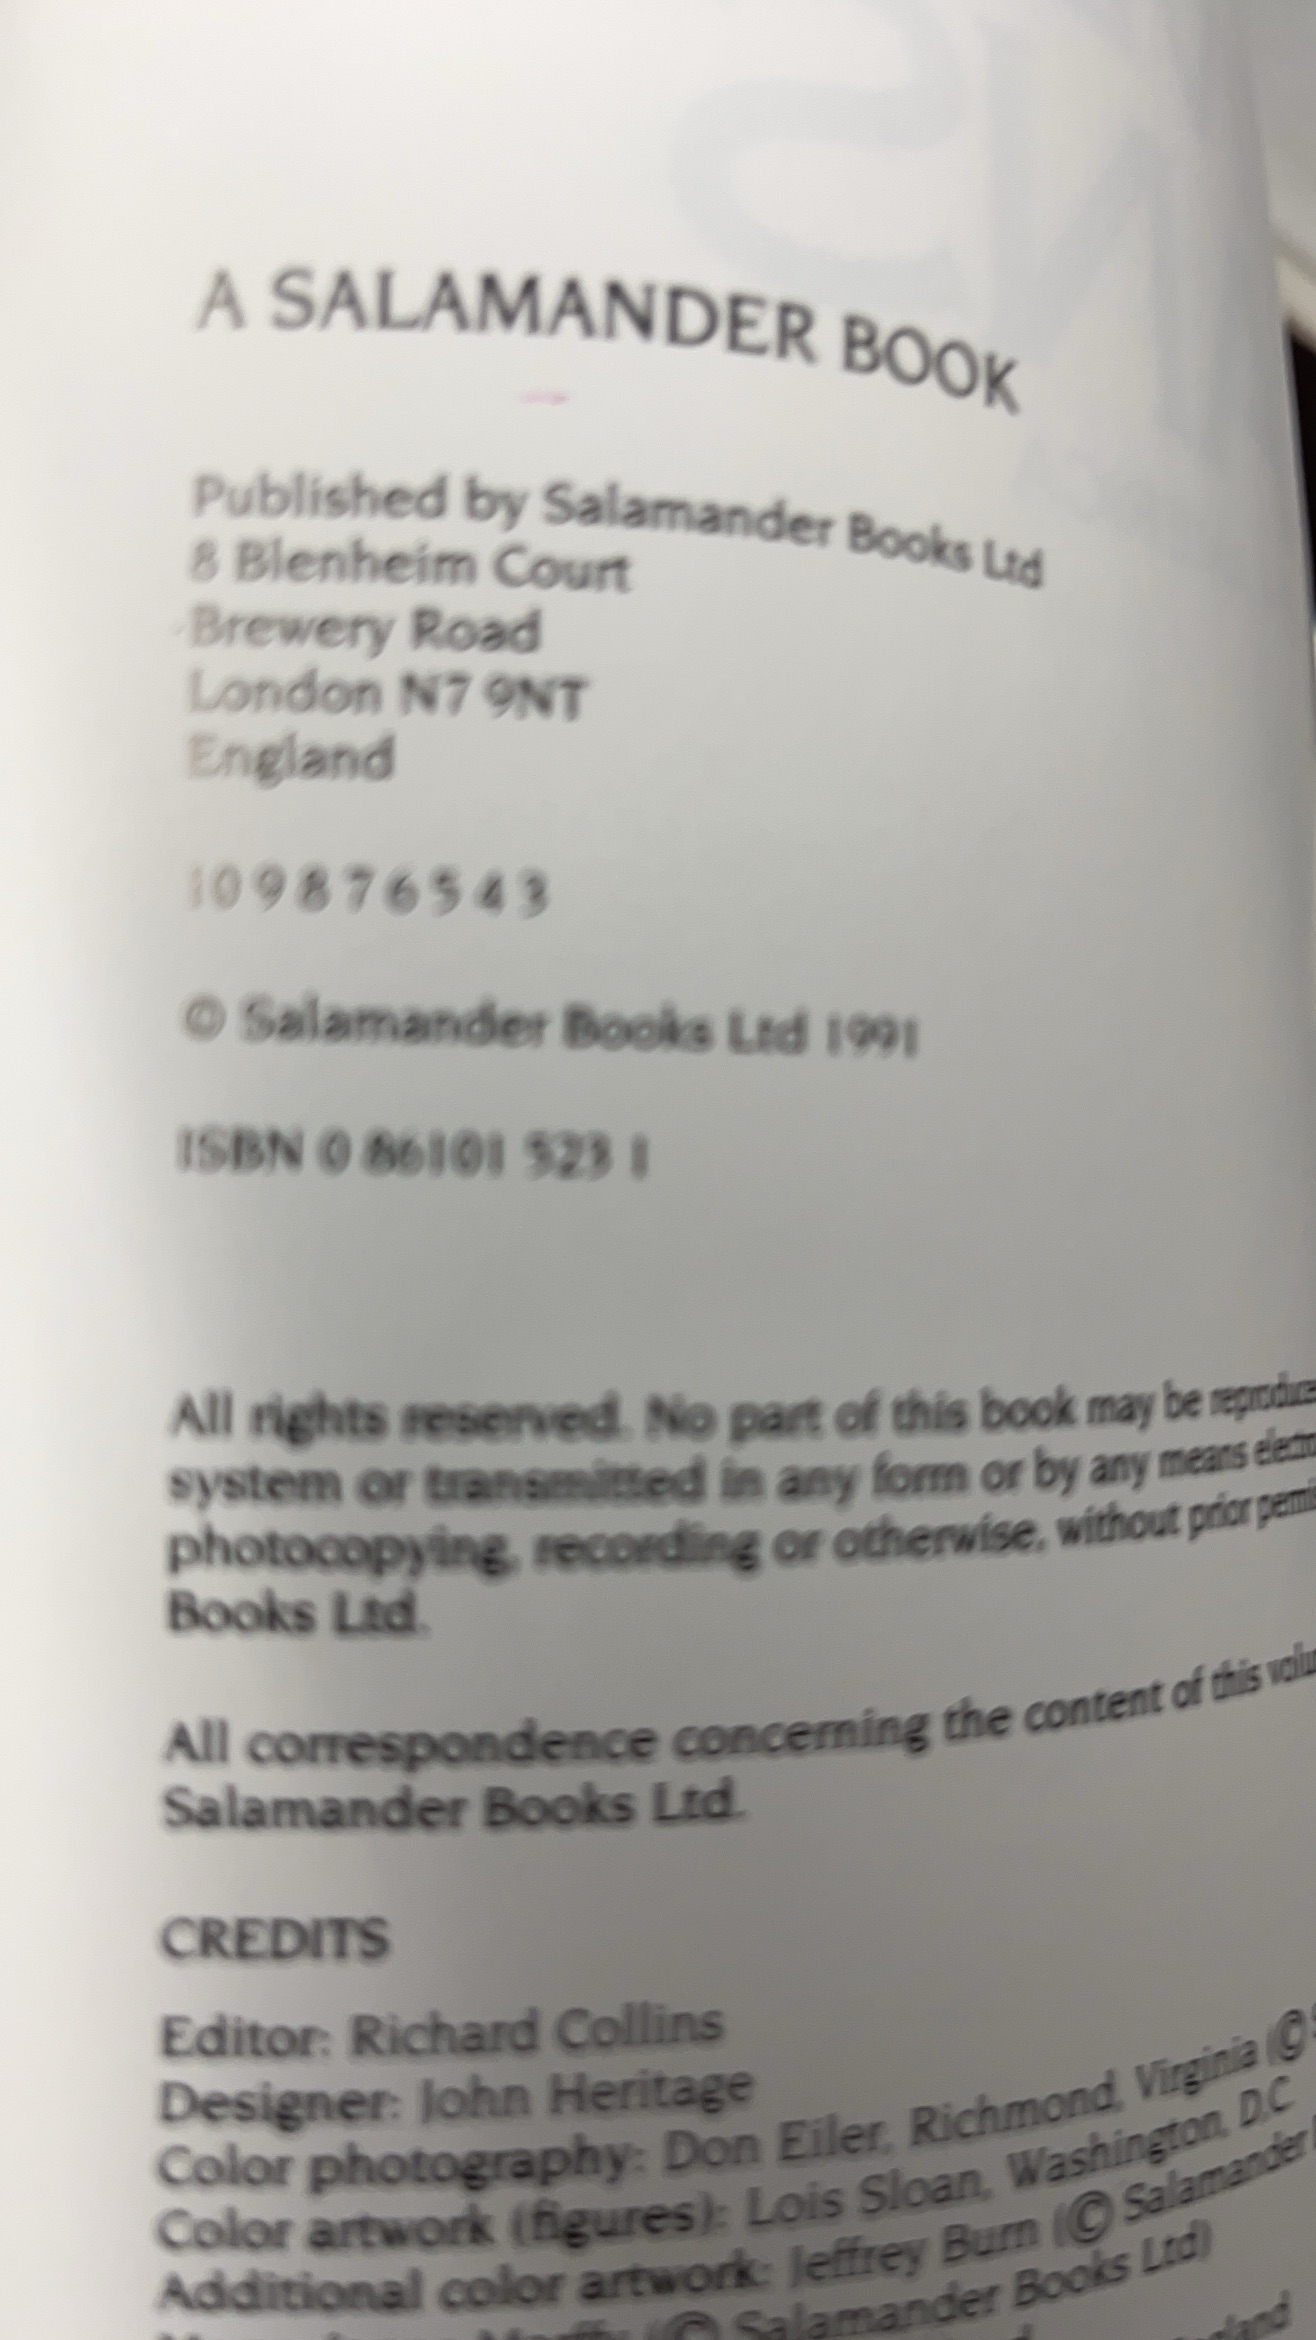 A SALAMANDER BOOK
Published by Salamander Books Ltd
8 Blenheim Court
Brewery Road
London N7 9NT
England
10 9 8 7 6 5 4 3
© Salamander Books Ltd 1991
ISBN 0 86101 523 1
All rights reserved. No part of this book may be
system or transmitted in any form or by any means
photocopying, recording or otherwise, without prior
Books Ltd.
All correspondence concerning the content of this
Salamander Books Ltd.
CREDITS
Editor: Richard Collins
Designer: John Heritage
Color photography: Don Eiler, Richmond, Virginia (©
Color artwork (figures): Lois Sloan, Washington, D.C
Additional color artwork: Jeffrey Burn (© Salamander
(© Salamander Books Ltd)